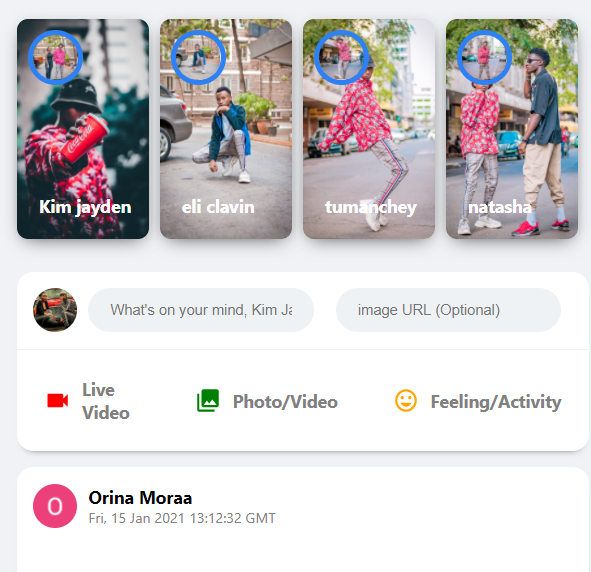 Kim jayden
eli clavin
tumanchey
natasha
What's on your mind, Kim Ja
image URL (Optional)
Live
Video
Photo/Video
Feeling/Activity
O
Orina Moraa
Fri, 15 Jan 2021 13:12:32 GMT